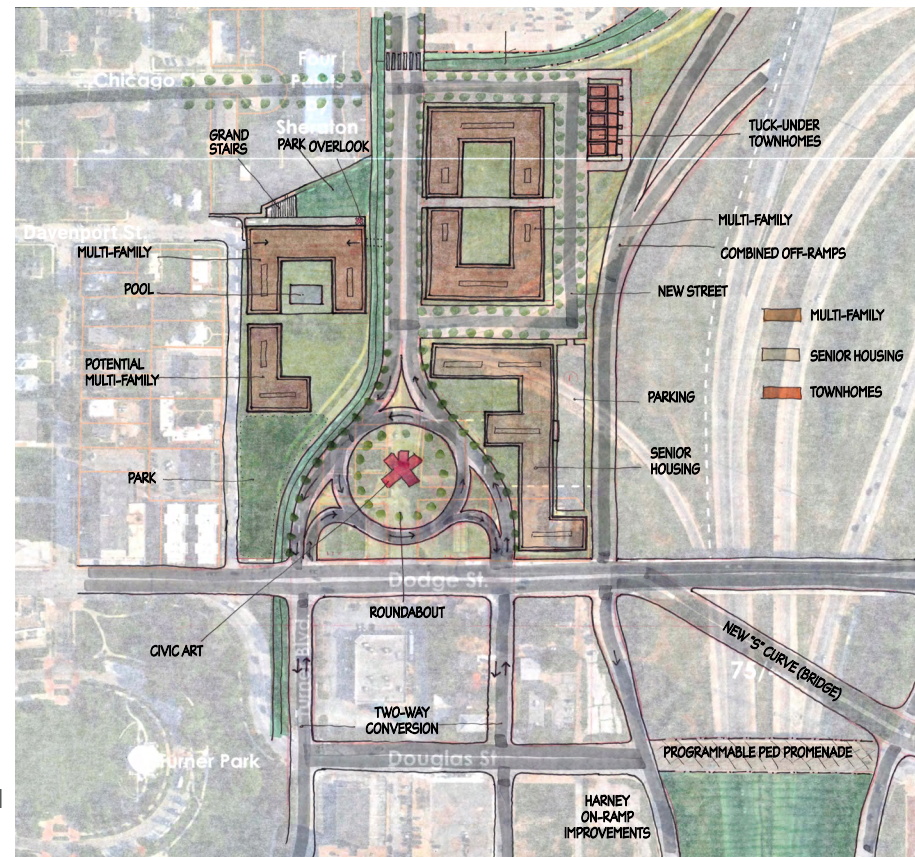 Four
Points
Chicago
Sheraton
GRAND
STAIRS
PARK OVERLOOK
TUCK-UNDER
TOWNHOMES
Davenport St.
MULTI-FAMILY
MULTI-FAMILY
COMBINED OFF-RAMPS
POOL
NEW STREET
MULTI-FAMILY
SENIOR HOUSING
TOWNHOMES
POTENTIAL
MULTI-FAMILY
PARKING
SENIOR
HOUSING
PARK
Dodge St.
ROUNDABOUT
CIVIC ART
Turner Blvd.
NEW "S" CURVE (BRIDGE)
75/
TWO-WAY
CONVERSION
PROGRAMMABLE PED PROMENADE
Douglas St
Turner Park
HARNEY
ON-RAMP
IMPROVEMENTS